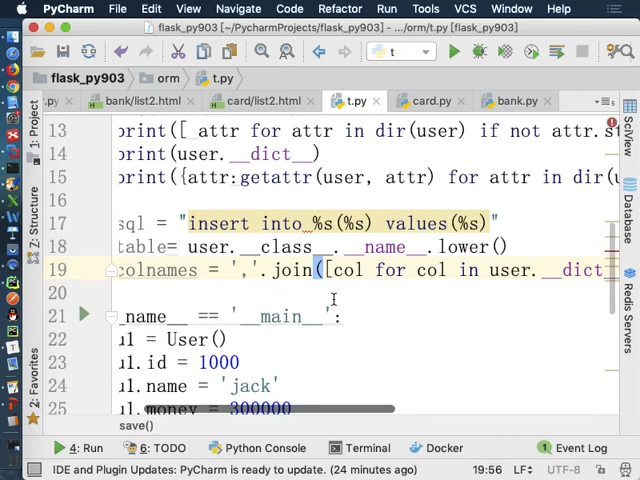 PyCharm File Edit View Navigate Code Refactor Run Tools VCS Window Help
flask_py903 [~/PycharmProjects/flask_py903] - .../orm/t.py [flask_py903]
t
flask_py903 orm t.py
.py bank/list2.html card/list2.html t.py card.py bank.py
1: Project
7: Structure
2: Favorites
SciView
Database
Redis Servers
13 print([ attr for attr in dir(user) if not attr.st
14 print(user.__dict__)
15 print({attr:getattr(user, attr) for attr in dir(us
16
17 sql = "insert into %s(%s) values(%s)"
18 table= user.__class__.__name__.lower()
19 colnames = ','.join([col for col in user.__dict
20
21 _name__ == '__main__':
22 u1 = User()
23 u1.id = 1000
24 u1.name = 'jack'
25 u1.money = 300000
save()
4: Run 6: TODO Python Console Terminal Docker 1 Event Log
IDE and Plugin Updates: PyCharm is ready to update. (24 minutes ago) 19:56 LF UTF-8